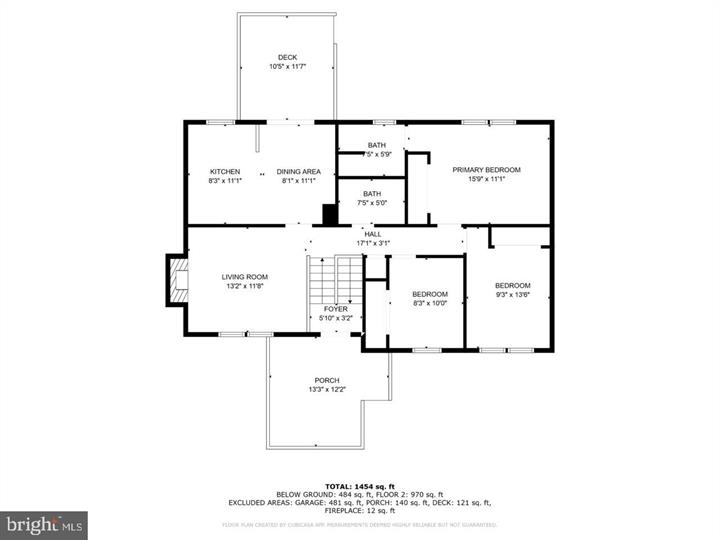 DECK
10'5" x 11'7"
KITCHEN
8'3" x 11'1"
DINING AREA
8'1" x 11'1"
BATH
7'5" x 5'9"
PRIMARY BEDROOM
15'9" x 11'1"
BATH
7'5" x 5'0"
HALL
17'1" x 3'1"
LIVING ROOM
13'2" x 11'8"
BEDROOM
8'3" x 10'0"
BEDROOM
9'3" x 13'6"
FOYER
5'10" x 3'2"
PORCH
13'3" x 12'2"
TOTAL: 1454 sq. ft
BELOW GROUND: 484 sq. ft, FLOOR 2: 970 sq. ft
EXCLUDED AREAS: GARAGE: 481 sq. ft, PORCH: 140 sq. ft, DECK: 121 sq. ft,
FIREPLACE: 12 sq. ft
FLOOR PLAN CREATED BY CUBICASA APP. MEASUREMENTS DEEMED HIGHLY RELIABLE BUT NOT GUARANTEED.
bright MLS